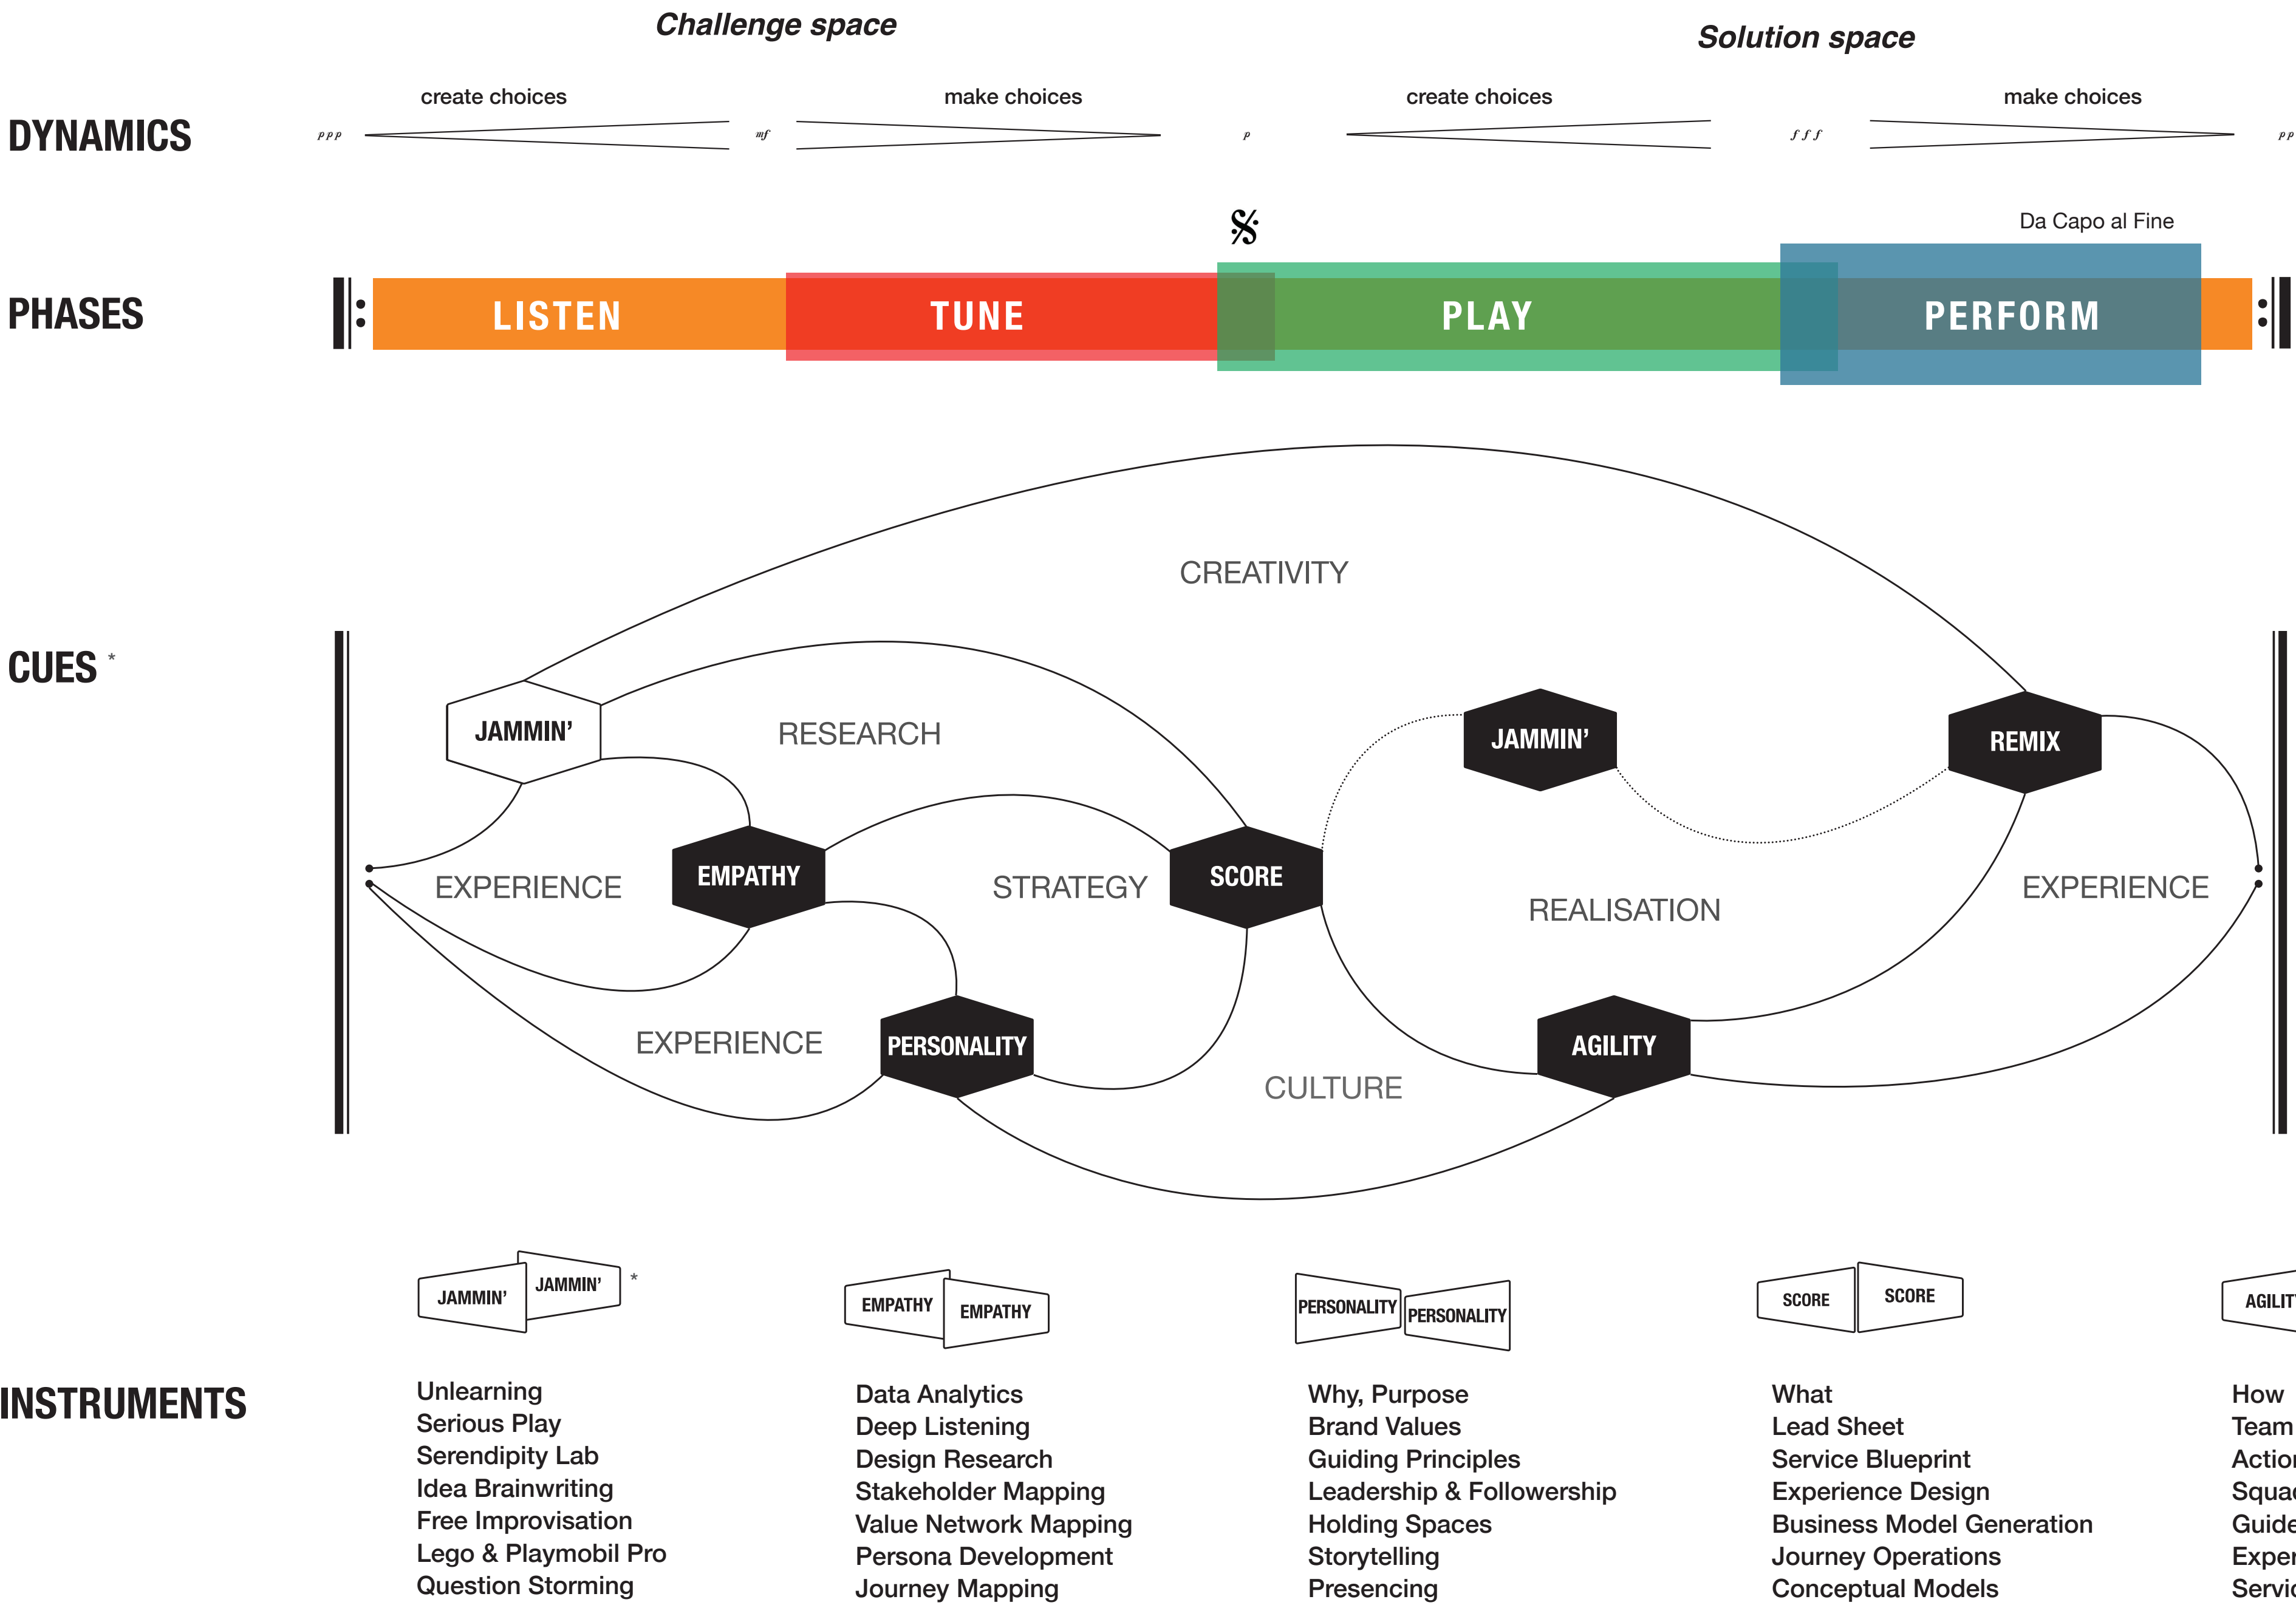 Challenge space
Solution space
create choices
make choices
create choices
make choices
DYNAMICS
ppp
mf
p
fff
pp
Da Capo al Fine
PHASES
LISTEN
TUNE
PLAY
PERFORM
CREATIVITY
CUES *
JAMMIN’
RESEARCH
JAMMIN’
REMIX
EMPATHY
SCORE
EXPERIENCE
STRATEGY
REALISATION
EXPERIENCE
EXPERIENCE
PERSONALITY
AGILITY
CULTURE
JAMMIN’
JAMMIN’
*
EMPATHY
EMPATHY
PERSONALITY
PERSONALITY
SCORE
SCORE
INSTRUMENTS
Unlearning
Serious Play
Serendipity Lab
Idea Brainwriting
Free Improvisation
Lego & Playmobil Pro
Question Storming
Data Analytics
Deep Listening
Design Research
Stakeholder Mapping
Value Network Mapping
Persona Development
Journey Mapping
Why, Purpose
Brand Values
Guiding Principles
Leadership & Followership
Holding Spaces
Storytelling
Presencing
What
Lead Sheet
Service Blueprint
Experience Design
Business Model Generation
Journey Operations
Conceptual Models
How
Team